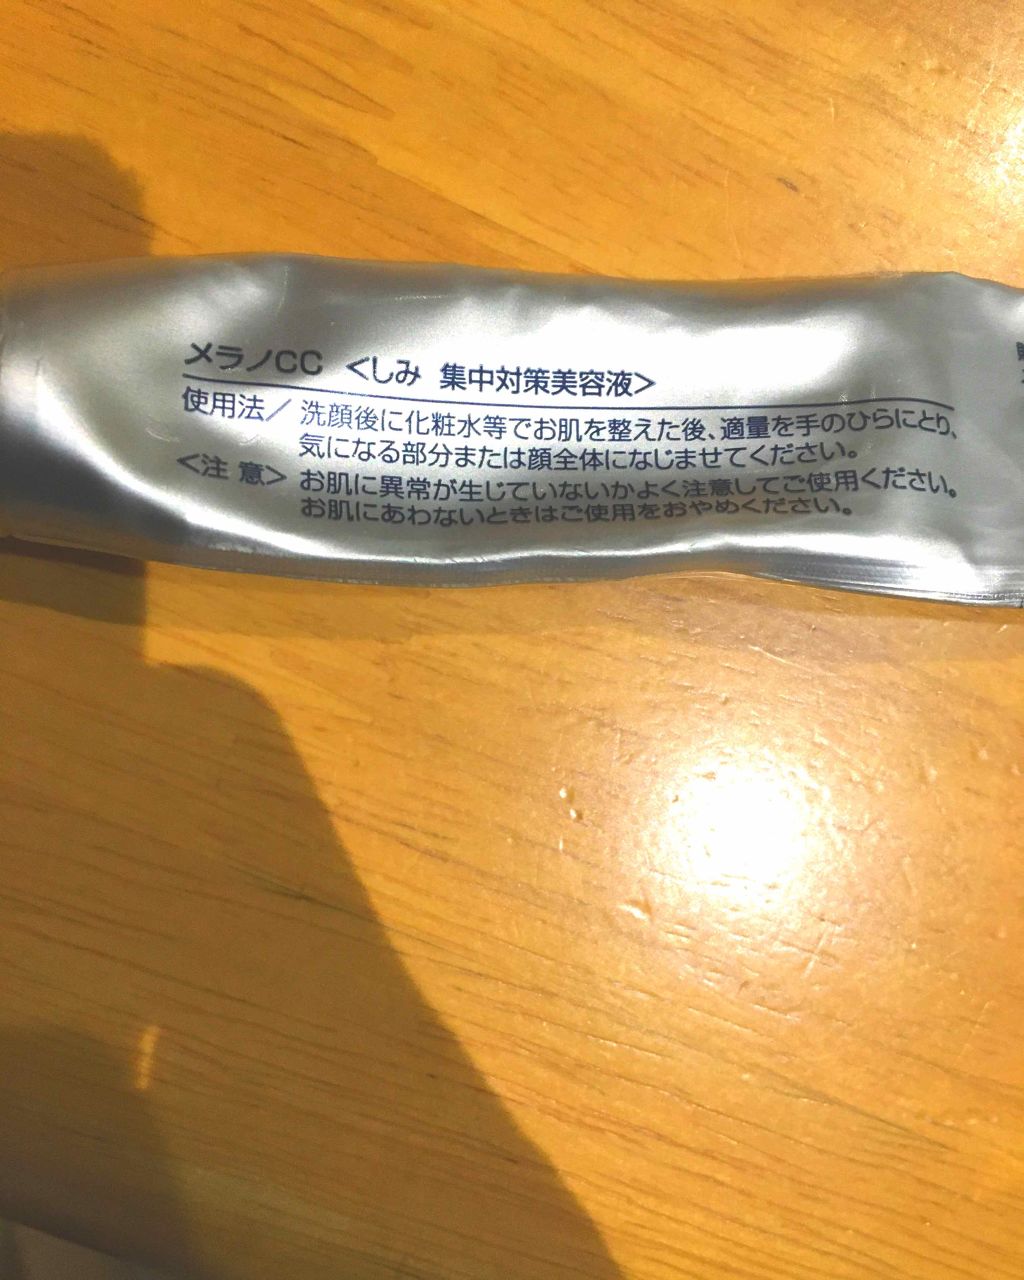 メラノCC <しみ 集中対策美容液>
使用法/ 洗顔後に化粧水等でお肌を整えた後、適量を手のひらにとり、
気になる部分または顔全体になじませてください。
<注 意> お肌に異常が生じていないかよく注意してご使用ください。
お肌にあわないときはご使用をおやめください。